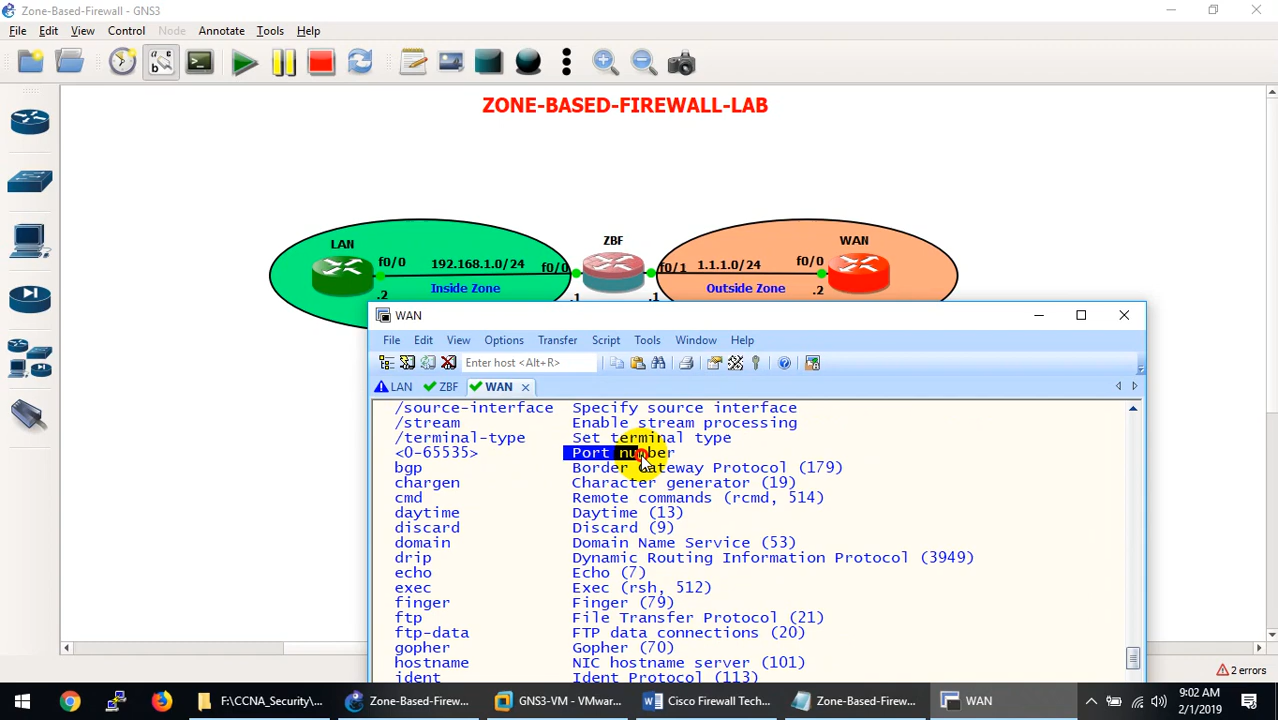 Zone-Based-Firewall - GNS3
File Edit View Control Node Annotate Tools Help
ZONE-BASED-FIREWALL-LAB
LAN
f0/0
192.168.1.0/24
Inside Zone
.2
f0/0
.1
ZBF
f0/1
.1
1.1.1.0/24
Outside Zone
f0/0
.2
WAN
WAN
File Edit View Options Transfer Script Tools Window Help
Enter host <Alt+R>
LAN ZBF WAN
/source-interface Specify source interface
/stream Enable stream processing
/terminal-type Set terminal type
<0-65535> Port number
bgp Border Gateway Protocol (179)
chargen Character generator (19)
cmd Remote commands (rcmd, 514)
daytime Daytime (13)
discard Discard (9)
domain Domain Name Service (53)
drip Dynamic Routing Information Protocol (3949)
echo Echo (7)
exec Exec (rsh, 512)
finger Finger (79)
ftp File Transfer Protocol (21)
ftp-data FTP data connections (20)
gopher Gopher (70)
hostname NIC hostname server (101)
ident Ident Protocol (113)
2 errors
F:\CCNA_Security\... Zone-Based-Firew... GNS3-VM - VMwar... Cisco Firewall Tech... Zone-Based-Firew... WAN
9:02 AM
2/1/2019